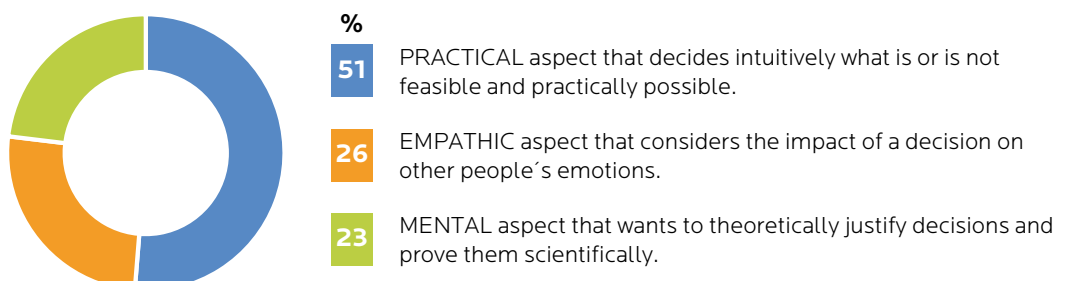 %
51
PRACTICAL aspect that decides intuitively what is or is not
feasible and practically possible.
26
EMPATHIC aspect that considers the impact of a decision on
other people´s emotions.
23
MENTAL aspect that wants to theoretically justify decisions and
prove them scientifically.